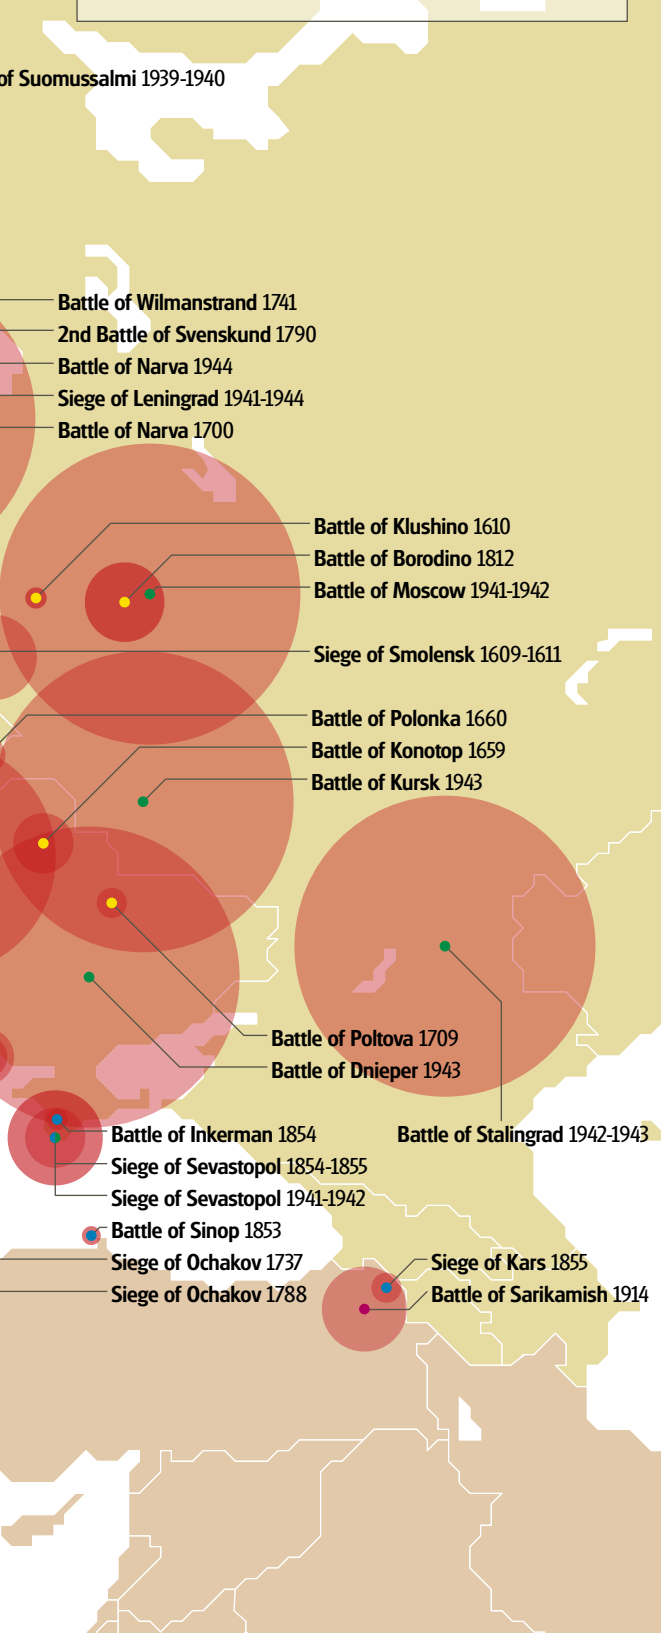 of Suomussalmi 1939-1940
Battle of Wilmanstrand 1741
2nd Battle of Svenskund 1790
Battle of Narva 1944
Siege of Leningrad 1941-1944
Battle of Narva 1700
Battle of Klushino 1610
Battle of Borodino 1812
Battle of Moscow 1941-1942
Siege of Smolensk 1609-1611
Battle of Polonka 1660
Battle of Konotop 1659
Battle of Kursk 1943
Battle of Poltova 1709
Battle of Dnieper 1943
Battle of Inkerman 1854
Battle of Stalingrad 1942-1943
Siege of Sevastopol 1854-1855
Siege of Sevastopol 1941-1942
Battle of Sinop 1853
Siege of Ochakov 1737
Siege of Kars 1855
Siege of Ochakov 1788
Battle of Sarikamish 1914